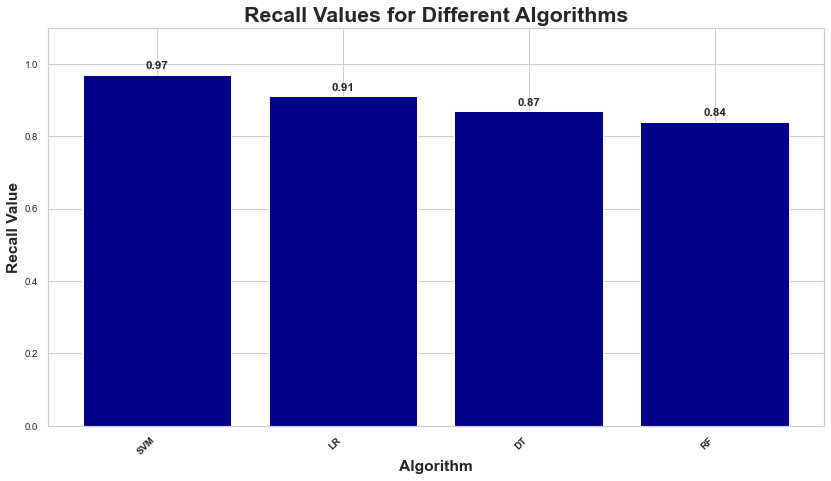 Recall Values for Different Algorithms
Recall Value
1.0
0.8
0.6
0.4
0.2
0.0
0.97
0.91
0.87
0.84
SVM
LR
DT
RF
Algorithm